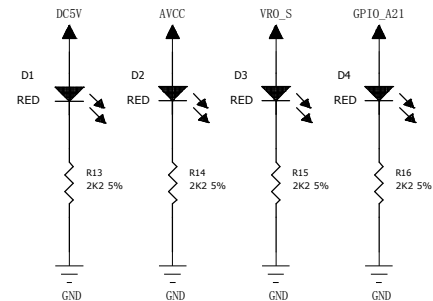 DC5V AVCC VRO_S GPIO_A21
D1 D2 D3 D4
RED RED RED RED
R13 R14 R15 R16
2K2 5% 2K2 5% 2K2 5% 2K2 5%
GND GND GND GND